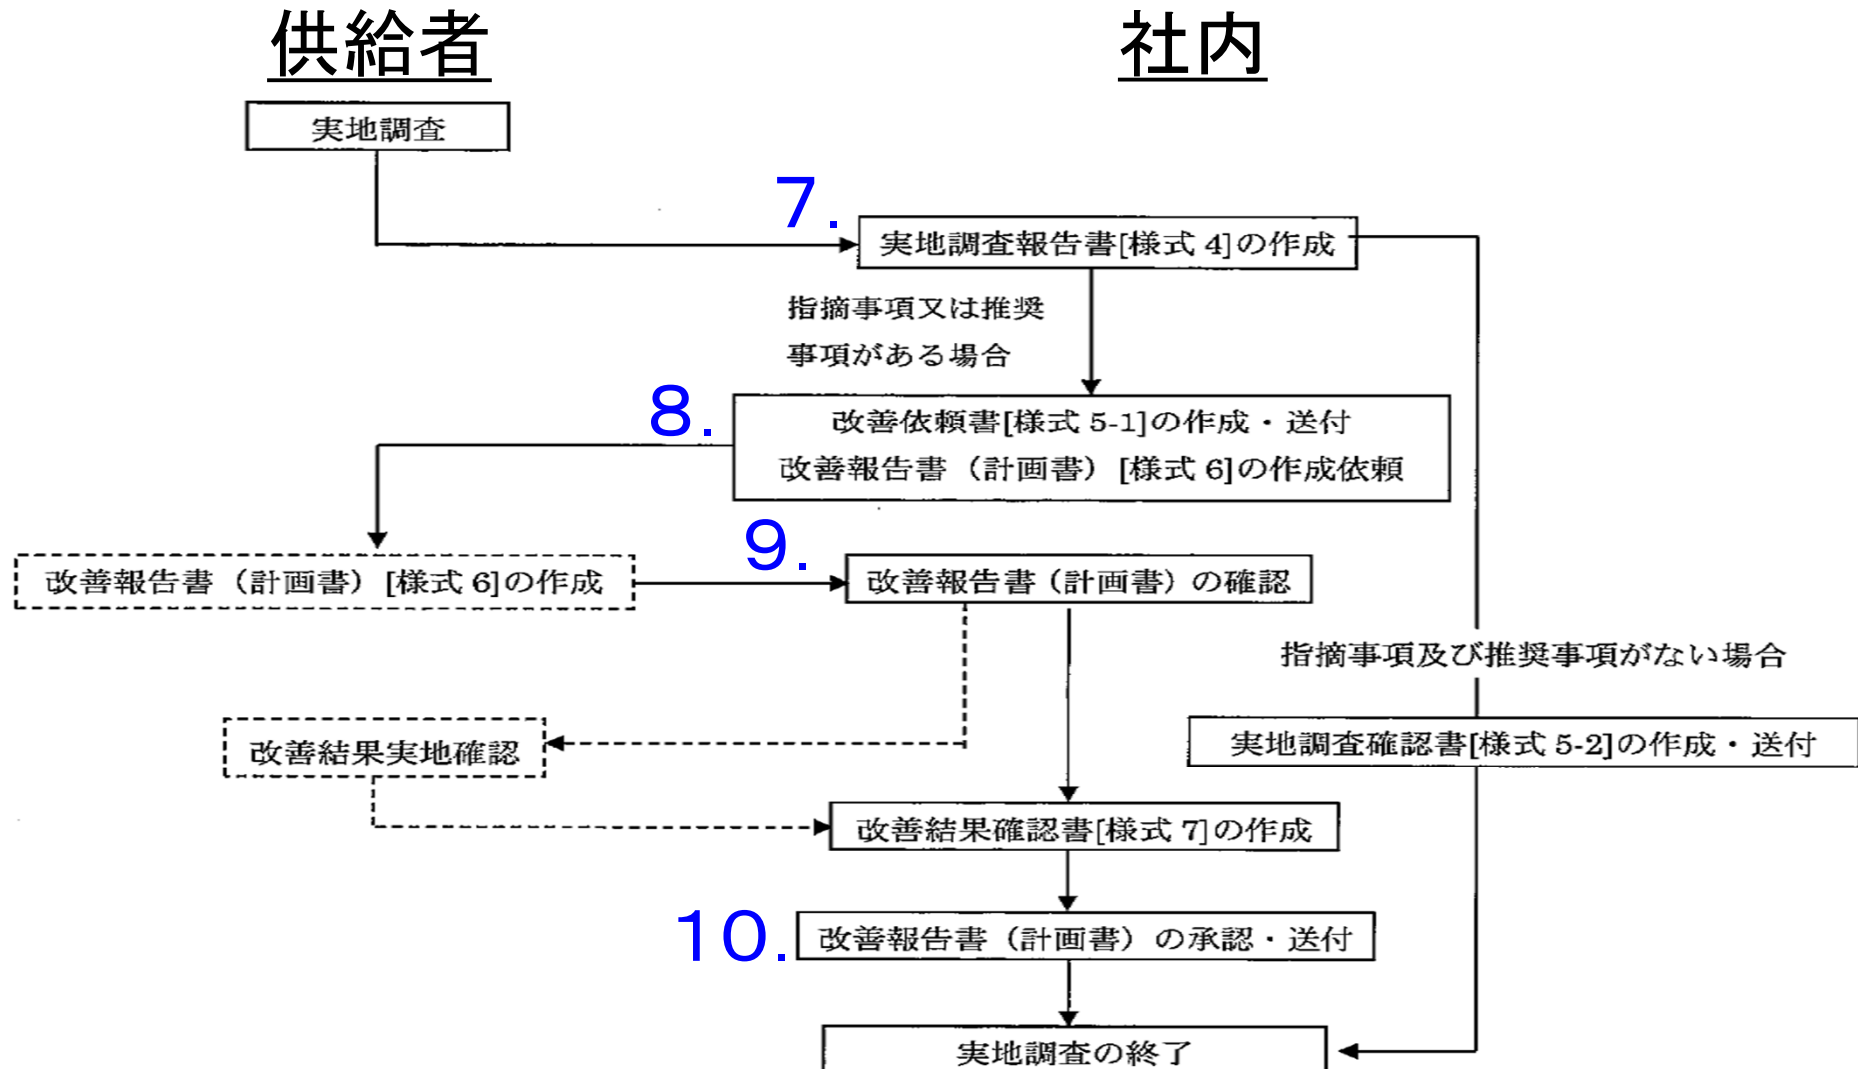 供給者
社内
実地調査
7.
実地調査報告書[様式 4]の作成
指摘事項又は推奨
事項がある場合
8.
改善依頼書[様式 5-1]の作成・送付
改善報告書（計画書）[様式 6]の作成依頼
改善報告書（計画書）[様式 6]の作成
9.
改善報告書（計画書）の確認
指摘事項及び推奨事項がない場合
改善結果実地確認
実地調査確認書[様式 5-2]の作成・送付
改善結果確認書[様式 7]の作成
10.
改善報告書（計画書）の承認・送付
実地調査の終了